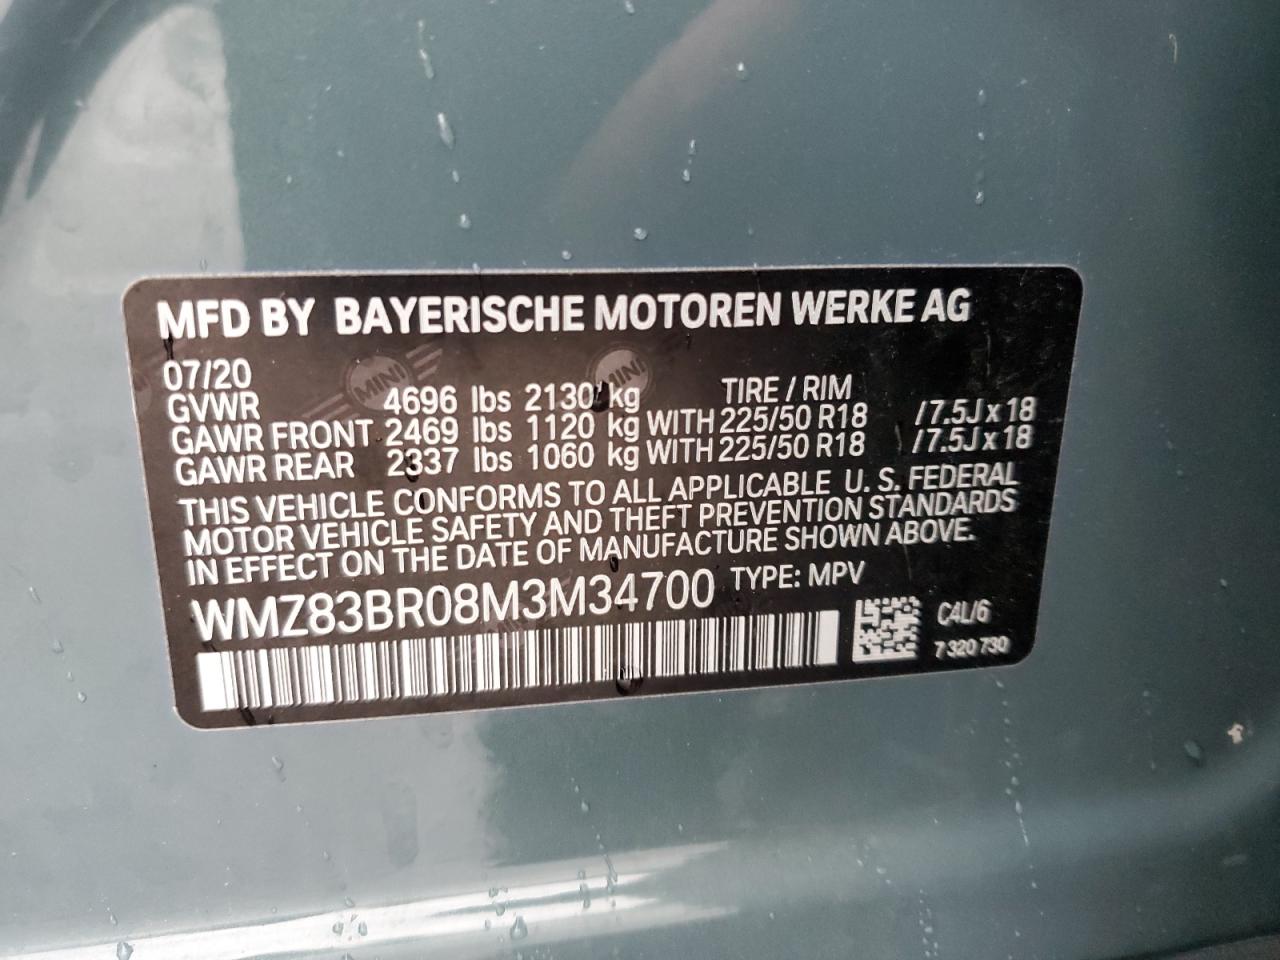 MFD BY BAYERISCHE MOTOREN WERKE AG
07/20
GVWR 4696 lbs 2130 kg TIRE / RIM
GAWR FRONT 2469 lbs 1120 kg WITH 225/50 R18 /7.5J x 18
GAWR REAR 2337 lbs 1060 kg WITH 225/50 R18 /7.5J x 18
THIS VEHICLE CONFORMS TO ALL APPLICABLE U. S. FEDERAL
MOTOR VEHICLE SAFETY AND THEFT PREVENTION STANDARDS
IN EFFECT ON THE DATE OF MANUFACTURE SHOWN ABOVE.
WMZ83BR08M3M34700 TYPE: MPV
C4L/6
7 320 730
MINI
MINI